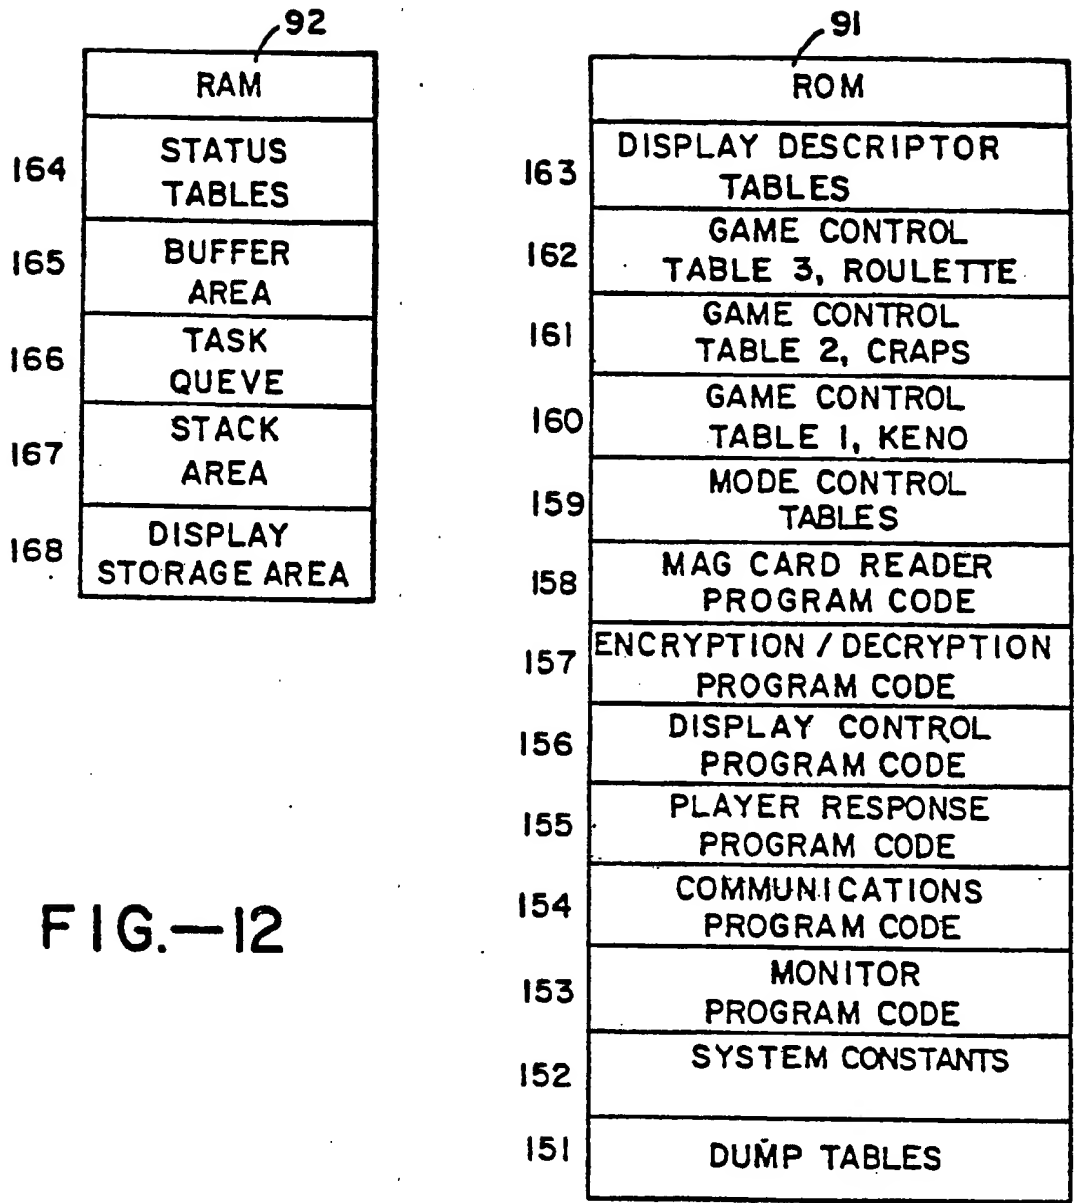 92
RAM
164
STATUS
TABLES
165
BUFFER
AREA
166
TASK
QUEVE
167
STACK
AREA
168
DISPLAY
STORAGE AREA
FIG.—12
91
ROM
163
DISPLAY DESCRIPTOR
TABLES
162
GAME CONTROL
TABLE 3, ROULETTE
161
GAME CONTROL
TABLE 2, CRAPS
160
GAME CONTROL
TABLE 1, KENO
159
MODE CONTROL
TABLES
158
MAG CARD READER
PROGRAM CODE
157
ENCRYPTION / DECRYPTION
PROGRAM CODE
156
DISPLAY CONTROL
PROGRAM CODE
155
PLAYER RESPONSE
PROGRAM CODE
154
COMMUNICATIONS
PROGRAM CODE
153
MONITOR
PROGRAM CODE
152
SYSTEM CONSTANTS
151
DUMP TABLES